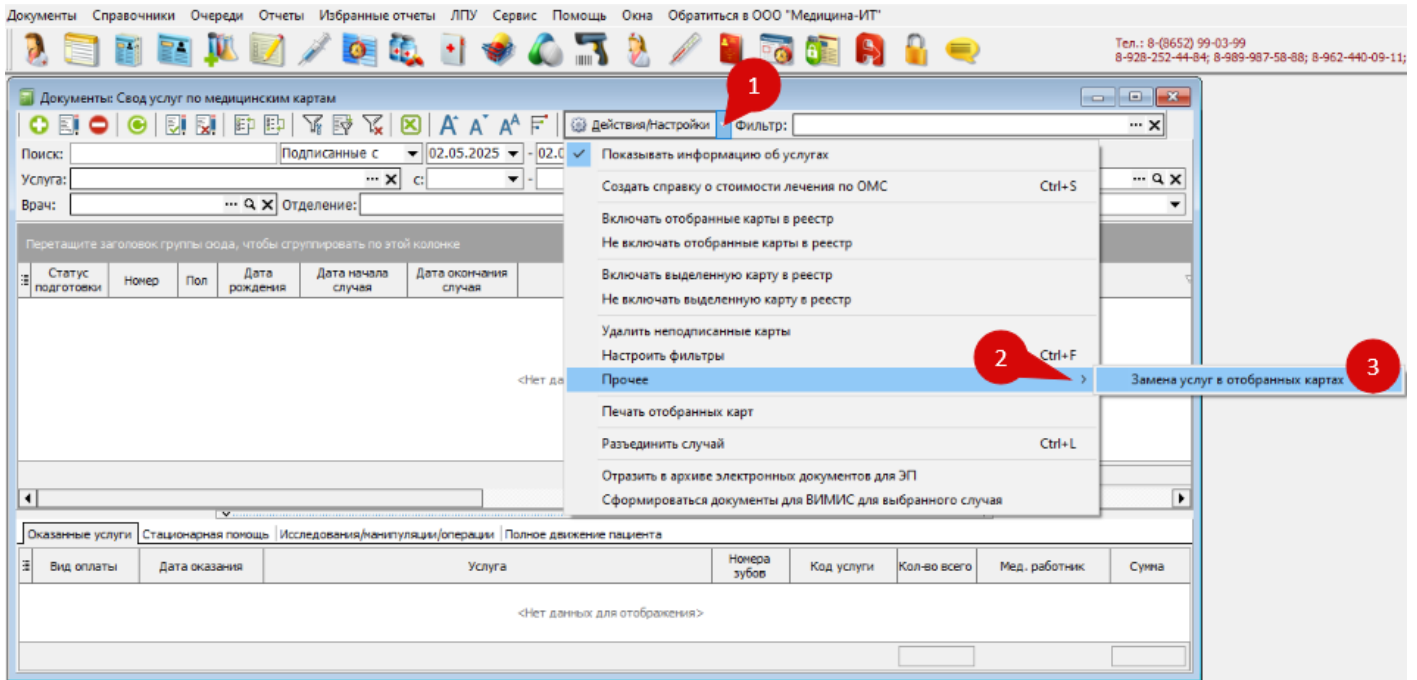 Документы Справочники Очереди Отчеты Избранные отчеты ЛПУ Сервис Помощь Окна Обратиться в ООО "Медицина-ИТ"
Тел.: 8-(8652) 99-03-99
8-928-252-44-84; 8-989-987-58-88; 8-962-440-09-11;
1
Документы: Свод услуг по медицинским картам
Действия/Настройки Фильтр:
Поиск: Подписанные с 02.05.2025 - 02.0
Услуга: с: -
Врач: Отделение:
Показывать информацию об услугах
Создать справку о стоимости лечения по ОМС Ctrl+S
Включать отобранные карты в реестр
Не включать отобранные карты в реестр
Включать выделенную карту в реестр
Не включать выделенную карту в реестр
Удалить неподписанные карты
Настроить фильтры Ctrl+F
2
Прочее
3
Замена услуг в отобранных картах
Печать отобранных карт
Разъединить случай Ctrl+L
Отразить в архиве электронных документов для ЭП
Сформироваться документы для ВИМИС для выбранного случая
Перетащите заголовок группы сюда, чтобы сгруппировать по этой колонке
Статус подготовки Номер Пол Дата рождения Дата начала случая Дата окончания случая
<Нет да
Оказанные услуги Стационарная помощь Исследования/манипуляции/операции Полное движение пациента
Вид оплаты Дата оказания Услуга Номера зубов Код услуги Кол-во всего Мед. работник Сумма
<Нет данных для отображения>